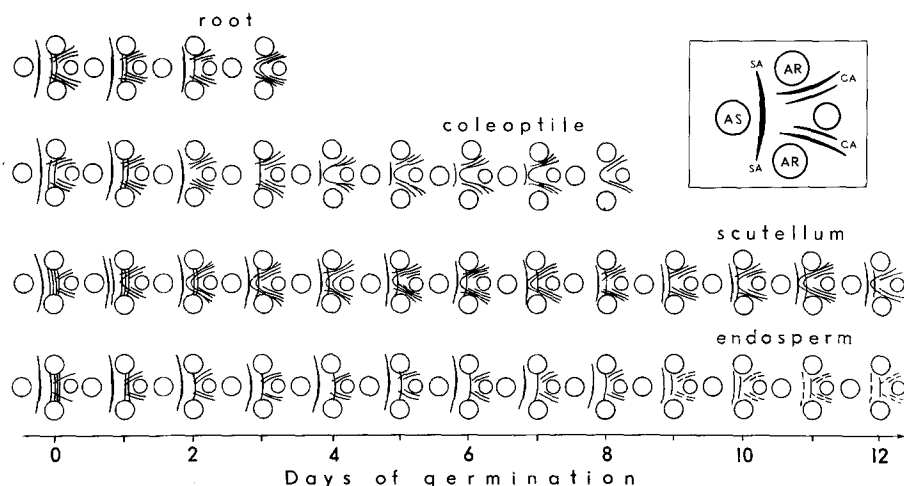 root
coleoptile
scutellum
endosperm
SA AR CA
AS
SA AR CA
0 2 4 6 8 10 12
Days of germination